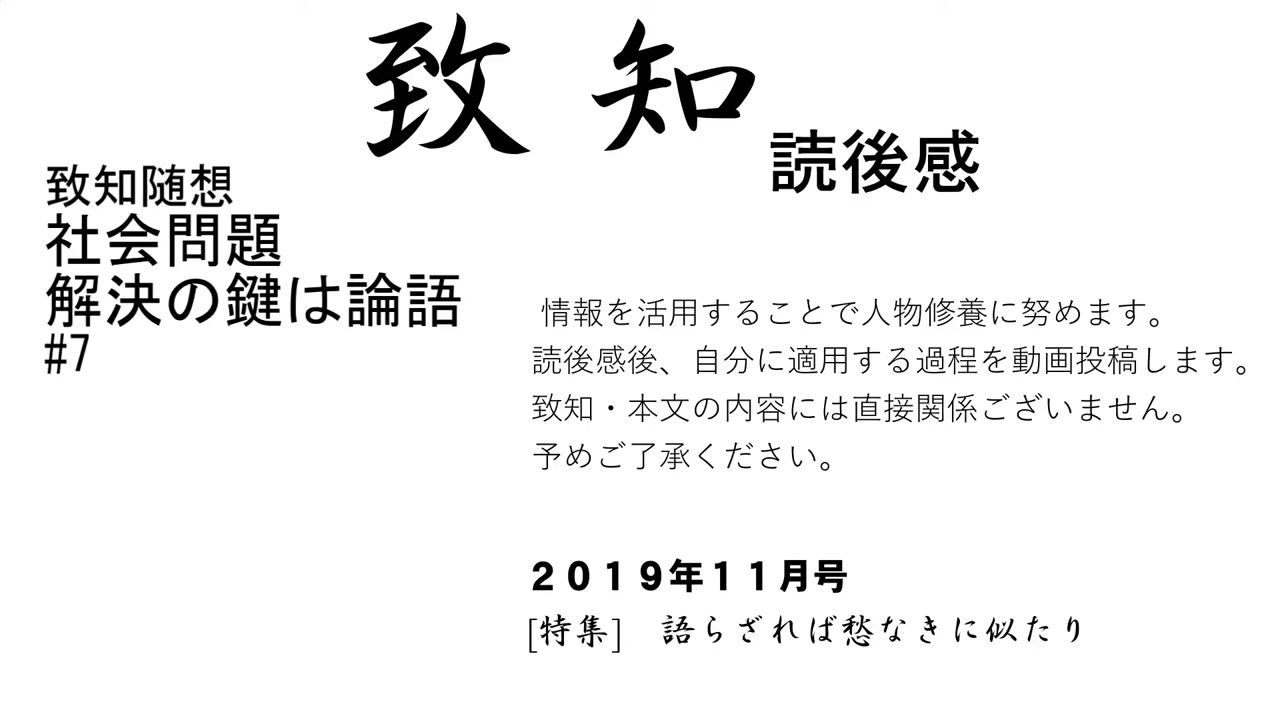 致知
読後感
致知随想
社会問題
解決の鍵は論語
#7
情報を活用することで人物修養に努めます。
読後感後、自分に適用する過程を動画投稿します。
致知・本文の内容には直接関係ございません。
予めご了承ください。
２０１９年１１月号
[特集]　語らざれば愁なきに似たり